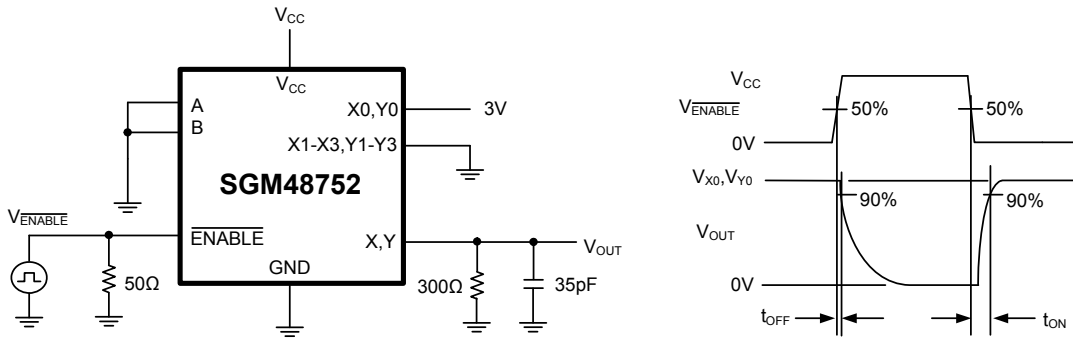 VCC
VCC
A
B
X0,Y0
3V
X1-X3,Y1-Y3
SGM48752
VENABLE
ENABLE
X,Y
VOUT
GND
50Ω
300Ω
35pF
VCC
VENABLE
50%
50%
0V
VX0,VY0
90%
90%
VOUT
0V
tOFF
tON